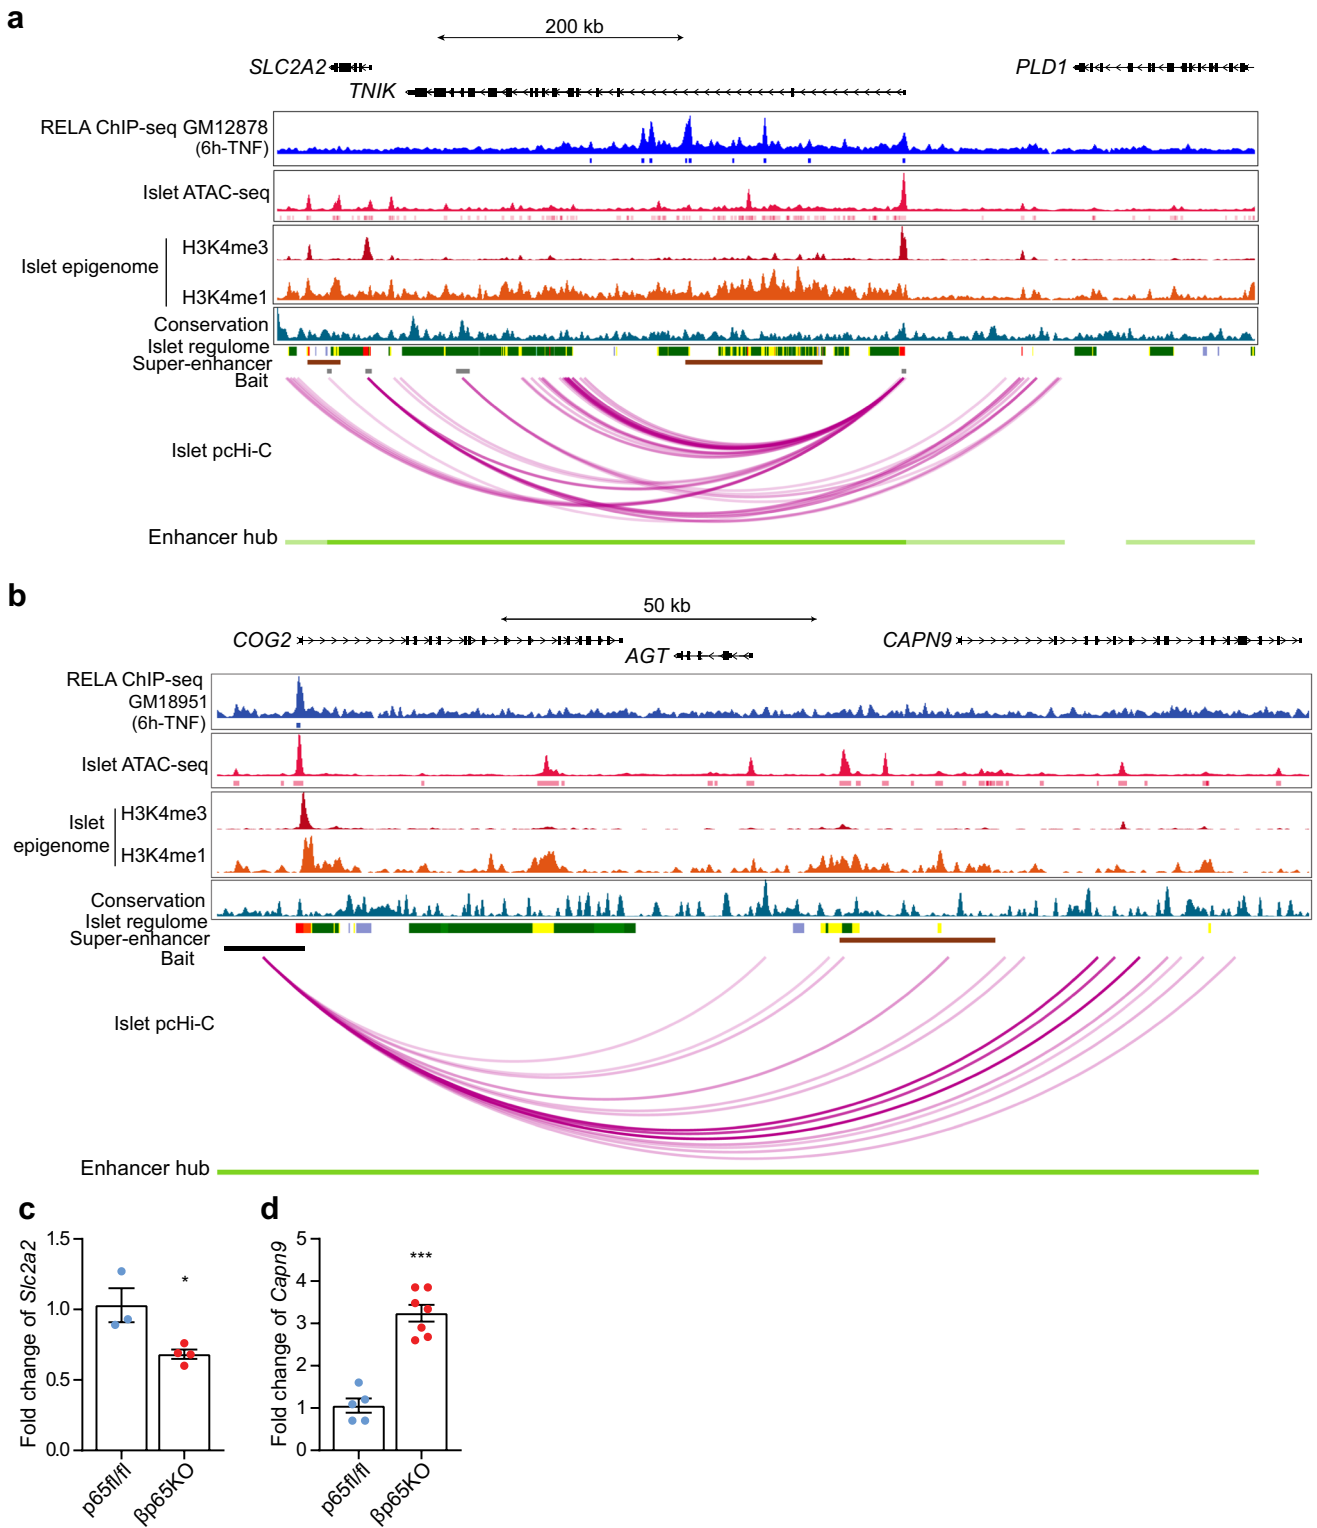 a
200 kb
SLC2A2
PLD1
TNIK
RELA ChIP-seq GM12878
(6h-TNF)
Islet ATAC-seq
H3K4me3
Islet epigenome
H3K4me1
Conservation
Islet regulome
Super-enhancer
Bait
Islet pcHi-C
Enhancer hub
b
50 kb
COG2
CAPN9
AGT
RELA ChIP-seq
GM18951
(6h-TNF)
Islet ATAC-seq
H3K4me3
Islet
epigenome
H3K4me1
Conservation
Islet regulome
Super-enhancer
Bait
Islet pcHi-C
Enhancer hub
c
Fold change of Slc2a2
1.5
1.0
0.5
0.0
*
p65fl/fl
βp65KO
d
Fold change of Capn9
5
4
3
2
1
0
***
p65fl/fl
βp65KO